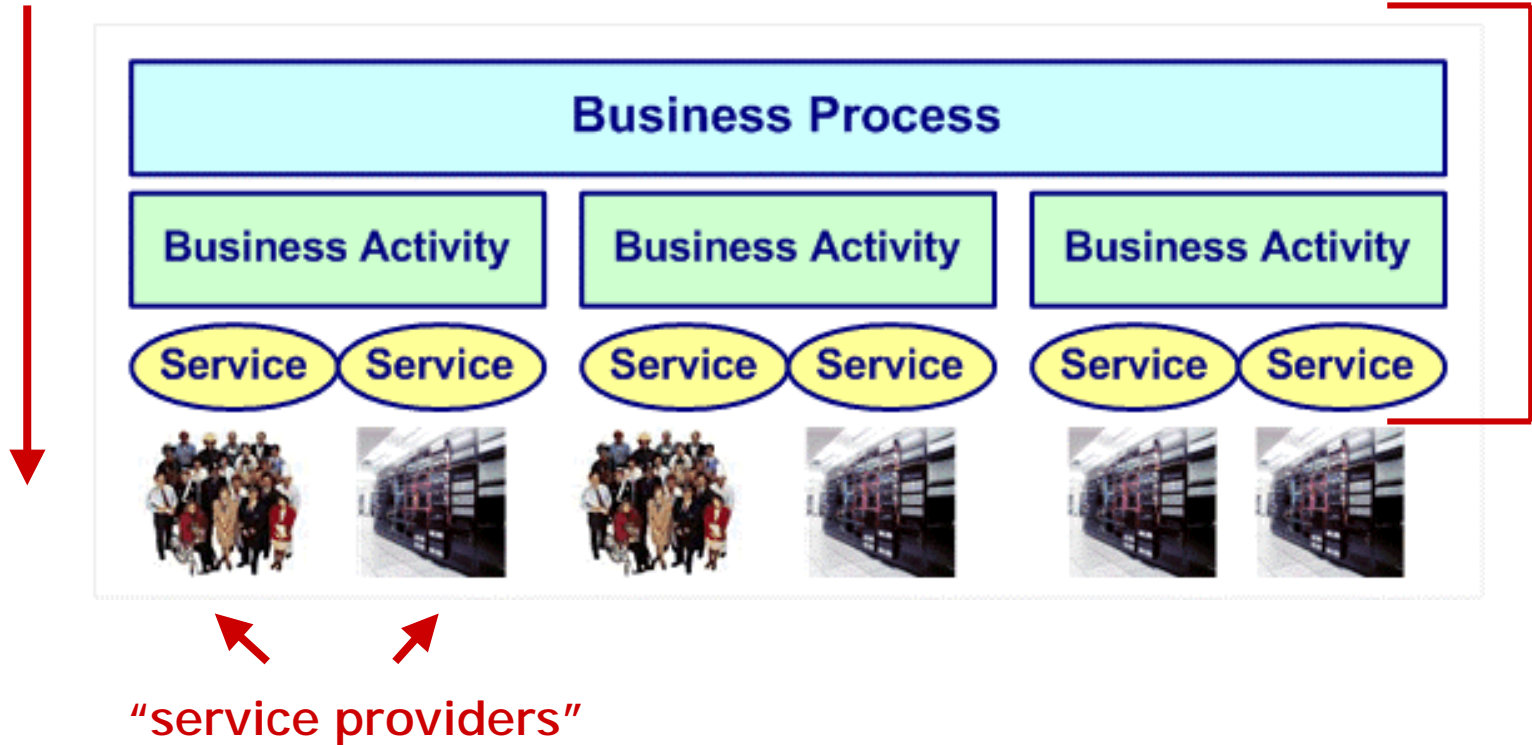 Business Process
Business Activity Business Activity Business Activity
Service Service Service Service Service Service
“service providers”